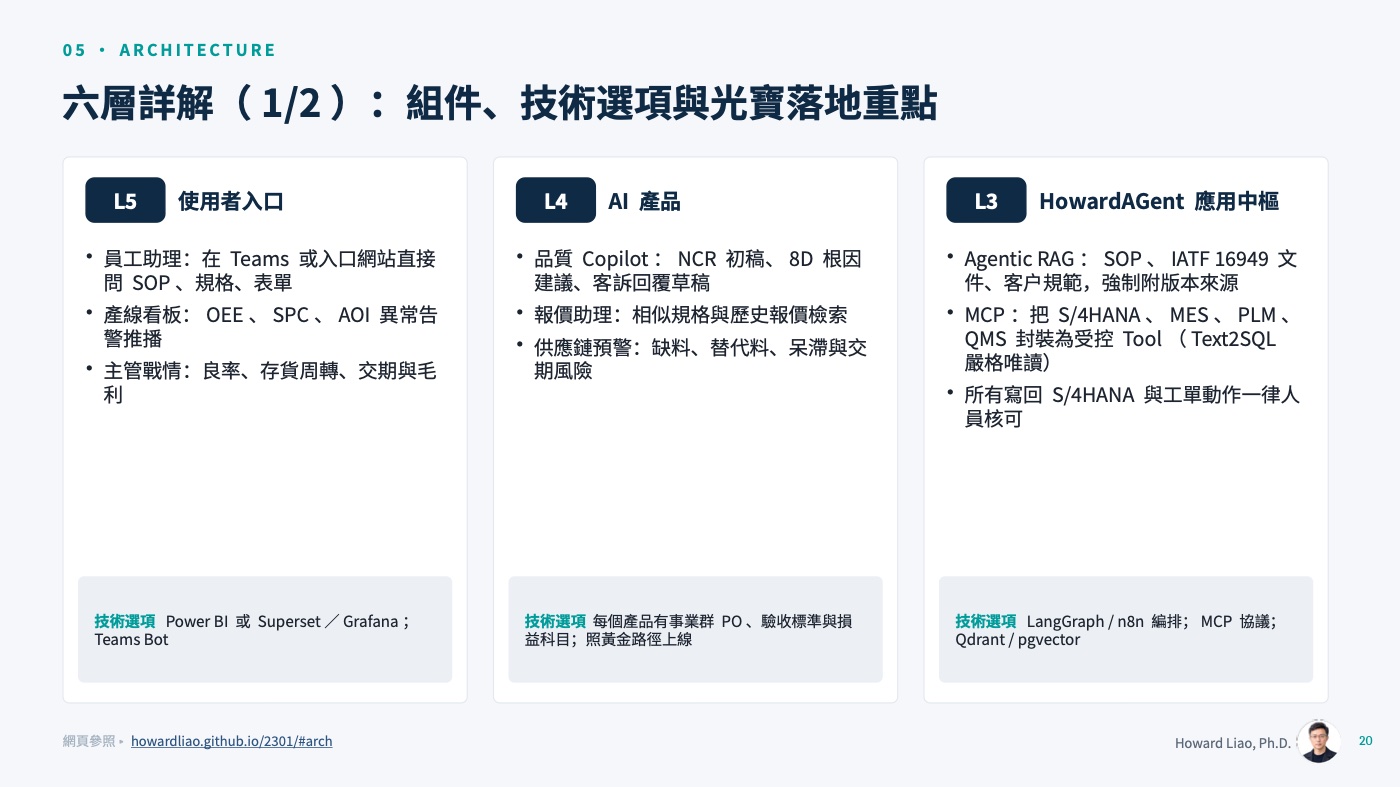 05 • ARCHITECTURE
六層詳解（1/2）：組件、技術選項與光寶落地重點
L5 使用者入口
• 員工助理：在 Teams 或入口網站直接
問 SOP、規格、表單
• 產線看板：OEE、SPC、AOI 異常告
警推播
• 主管戰情：良率、存貨周轉、交期與毛
利
技術選項 Power BI 或 Superset／Grafana；
Teams Bot
L4 AI 產品
• 品質 Copilot：NCR 初稿、8D 根因
建議、客訴回覆草稿
• 報價助理：相似規格與歷史報價檢索
• 供應鏈預警：缺料、替代料、呆滯與交
期風險
技術選項 每個產品有事業群 PO、驗收標準與損
益科目；照黃金路徑上線
L3 HowardAGent 應用中樞
• Agentic RAG：SOP、IATF 16949 文
件、客户規範，強制附版本來源
• MCP：把 S/4HANA、MES、PLM、
QMS 封裝為受控 Tool（Text2SQL
嚴格唯讀）
• 所有寫回 S/4HANA 與工單動作一律人
員核可
技術選項 LangGraph / n8n 編排；MCP 協議；
Qdrant / pgvector
網頁參照 ▸ howardliao.github.io/2301/#arch
Howard Liao, Ph.D.
20